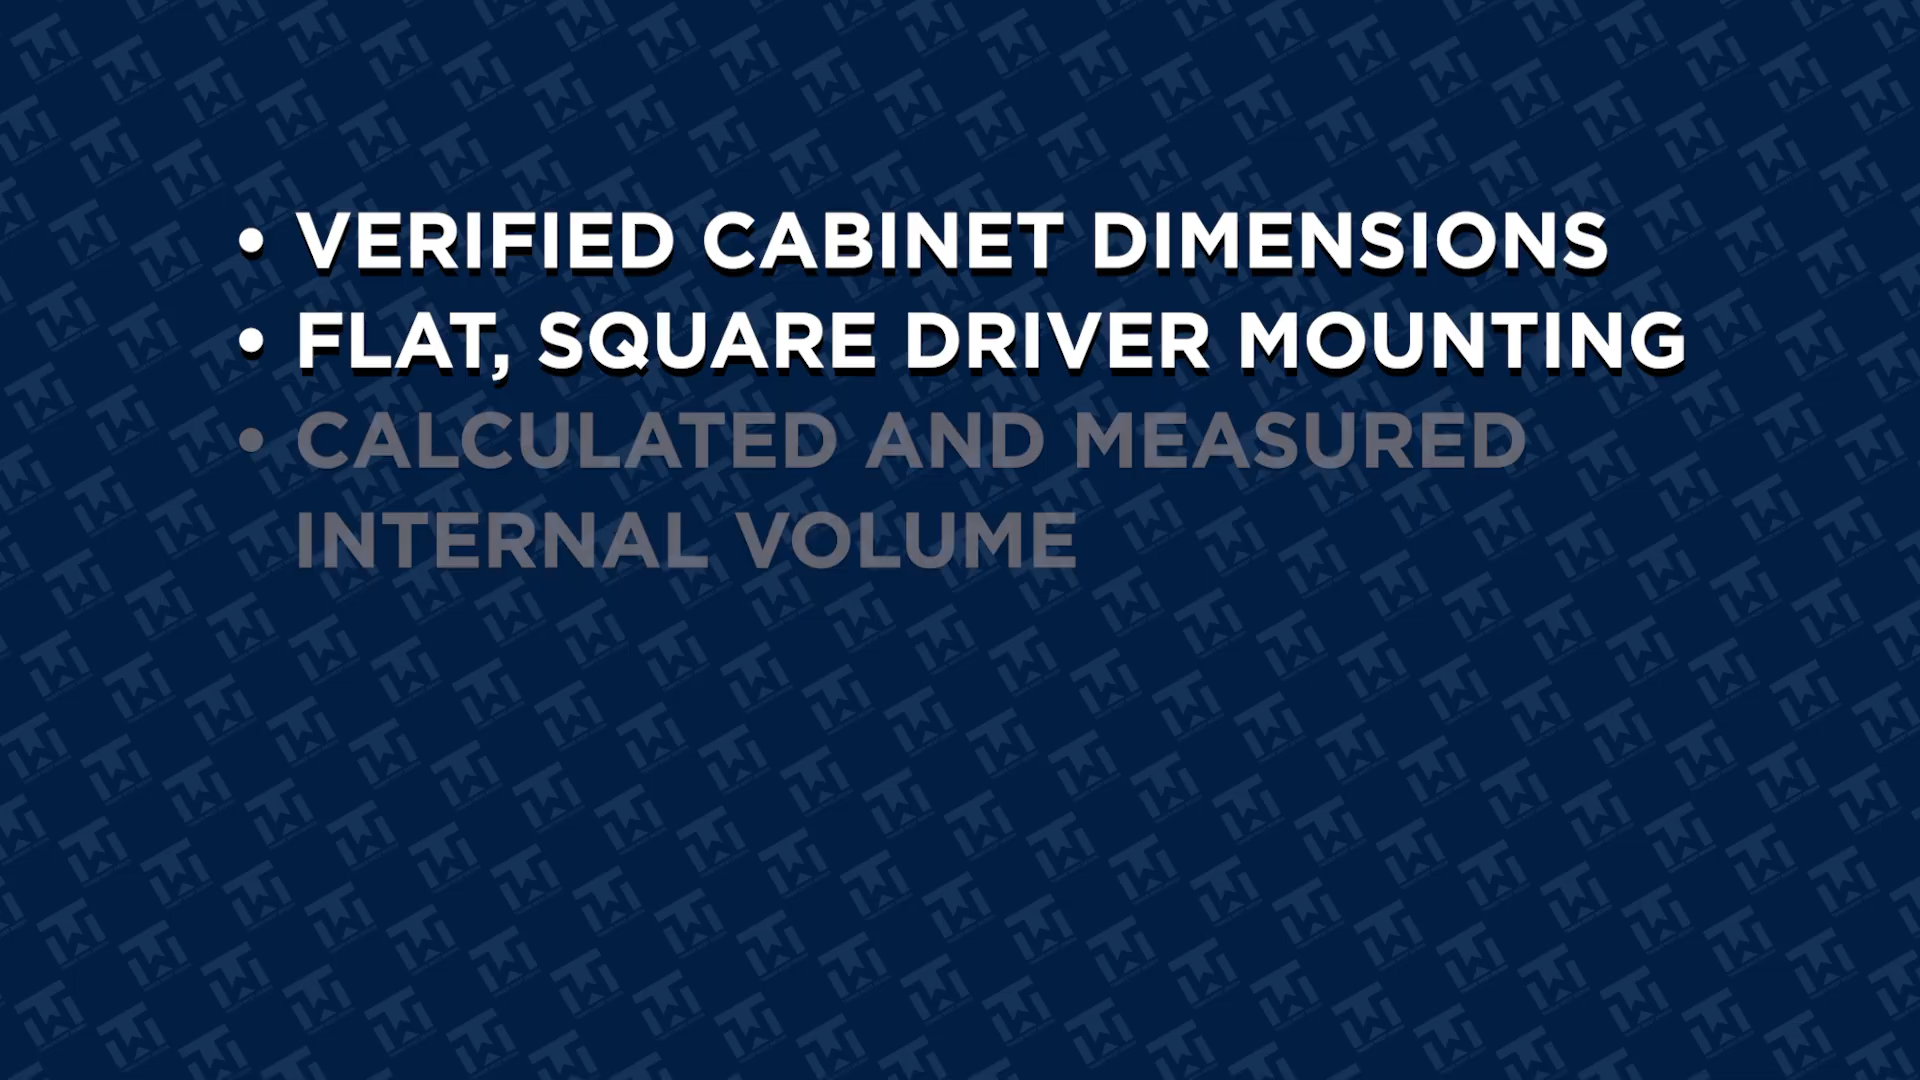 • VERIFIED CABINET DIMENSIONS
• FLAT, SQUARE DRIVER MOUNTING
• CALCULATED AND MEASURED
INTERNAL VOLUME